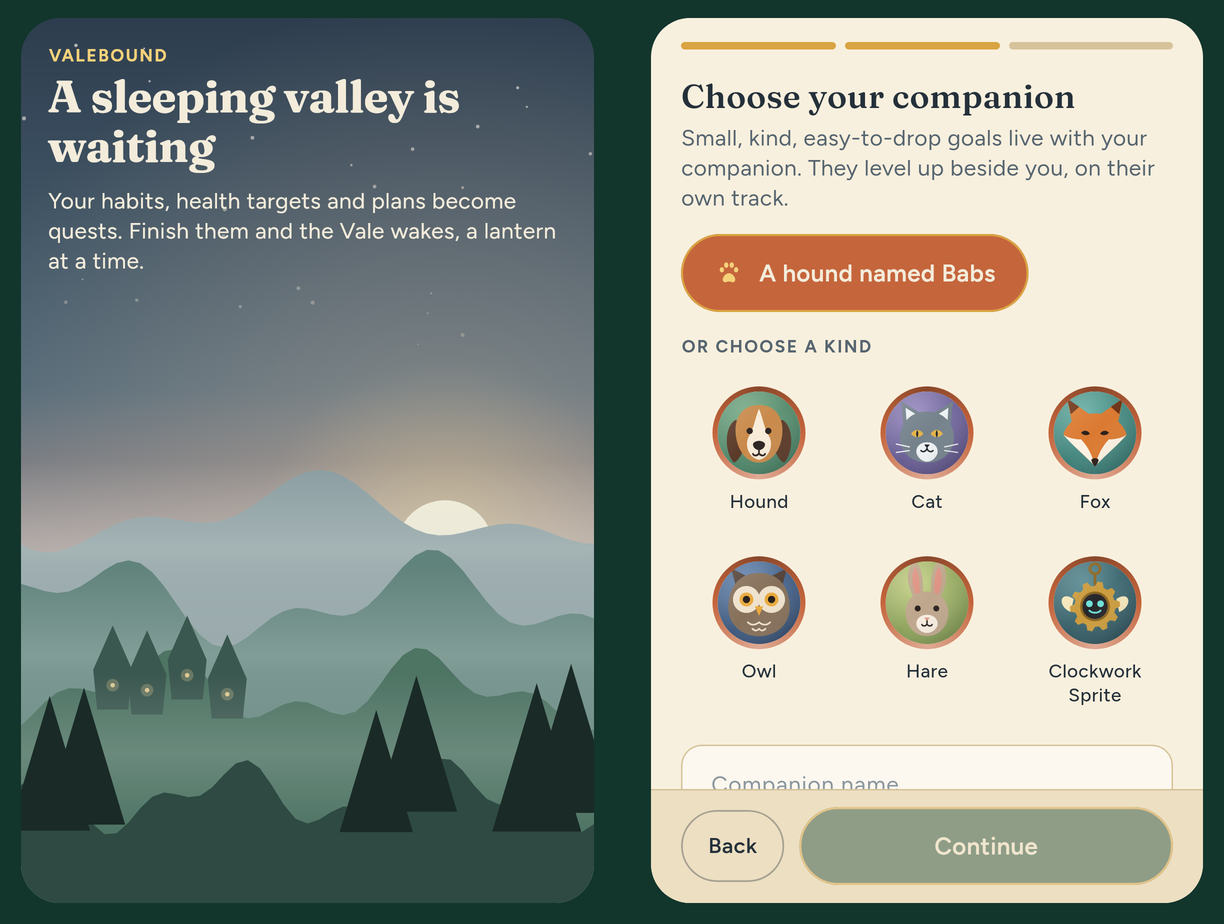 VALEBOUND
A sleeping valley is
waiting
Your habits, health targets and plans become
quests. Finish them and the Vale wakes, a lantern
at a time.
Choose your companion
Small, kind, easy-to-drop goals live with your
companion. They level up beside you, on their
own track.
A hound named Babs
OR CHOOSE A KIND
Hound
Cat
Fox
Owl
Hare
Clockwork
Sprite
Companion name
Back
Continue